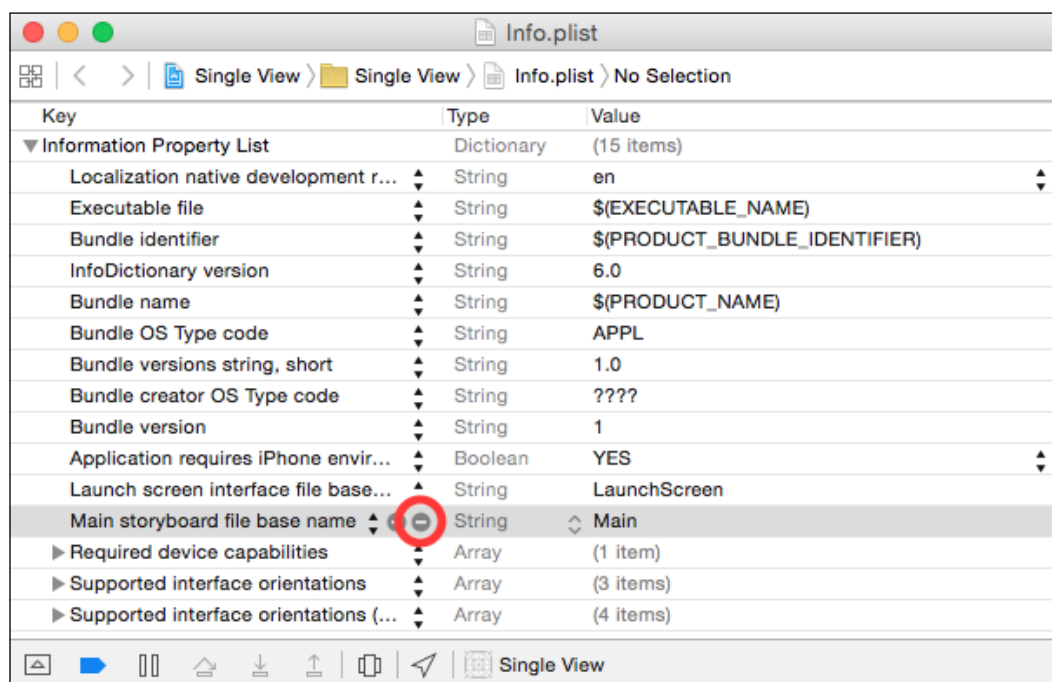 Info.plist
Single View Single View Info.plist No Selection
Key Type Value
Information Property List Dictionary (15 items)
Localization native development r... String en
Executable file String $(EXECUTABLE_NAME)
Bundle identifier String $(PRODUCT_BUNDLE_IDENTIFIER)
InfoDictionary version String 6.0
Bundle name String $(PRODUCT_NAME)
Bundle OS Type code String APPL
Bundle versions string, short String 1.0
Bundle creator OS Type code String ????
Bundle version String 1
Application requires iPhone envir... Boolean YES
Launch screen interface file base... String LaunchScreen
Main storyboard file base name String Main
Required device capabilities Array (1 item)
Supported interface orientations Array (3 items)
Supported interface orientations (... Array (4 items)
Single View